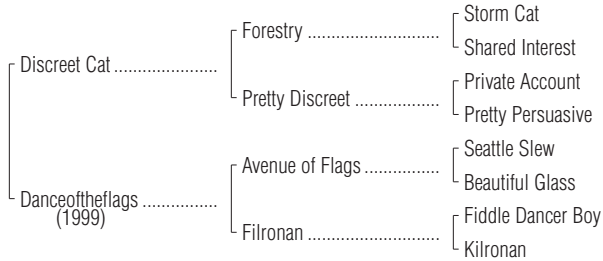 Storm Cat
Forestry ............................
Shared Interest
Discreet Cat ......................
Private Account
Pretty Discreet ..................
Pretty Persuasive
Seattle Slew
Avenue of Flags ................
Beautiful Glass
Danceoftheflags ................
(1999)
Fiddle Dancer Boy
Filronan ............................
Kilronan